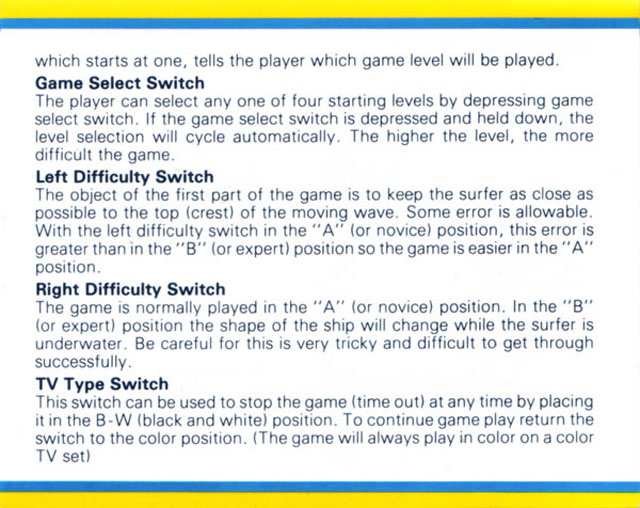 which starts at one, tells the player which game level will be played.
Game Select Switch
The player can select any one of four starting levels by depressing game
select switch. If the game select switch is depressed and held down, the
level selection will cycle automatically. The higher the level, the more
difficult the game.
Left Difficulty Switch
The object of the first part of the game is to keep the surfer as close as
possible to the top (crest) of the moving wave. Some error is allowable.
With the left difficulty switch in the "A" (or novice) position, this error is
greater than in the "B" (or expert) position so the game is easier in the "A"
position.
Right Difficulty Switch
The game is normally played in the "A" (or novice) position. In the "B"
(or expert) position the shape of the ship will change while the surfer is
underwater. Be careful for this is very tricky and difficult to get through
successfully.
TV Type Switch
This switch can be used to stop the game (time out) at any time by placing
it in the B-W (black and white) position. To continue game play return the
switch to the color position. (The game will always play in color on a color
TV set)